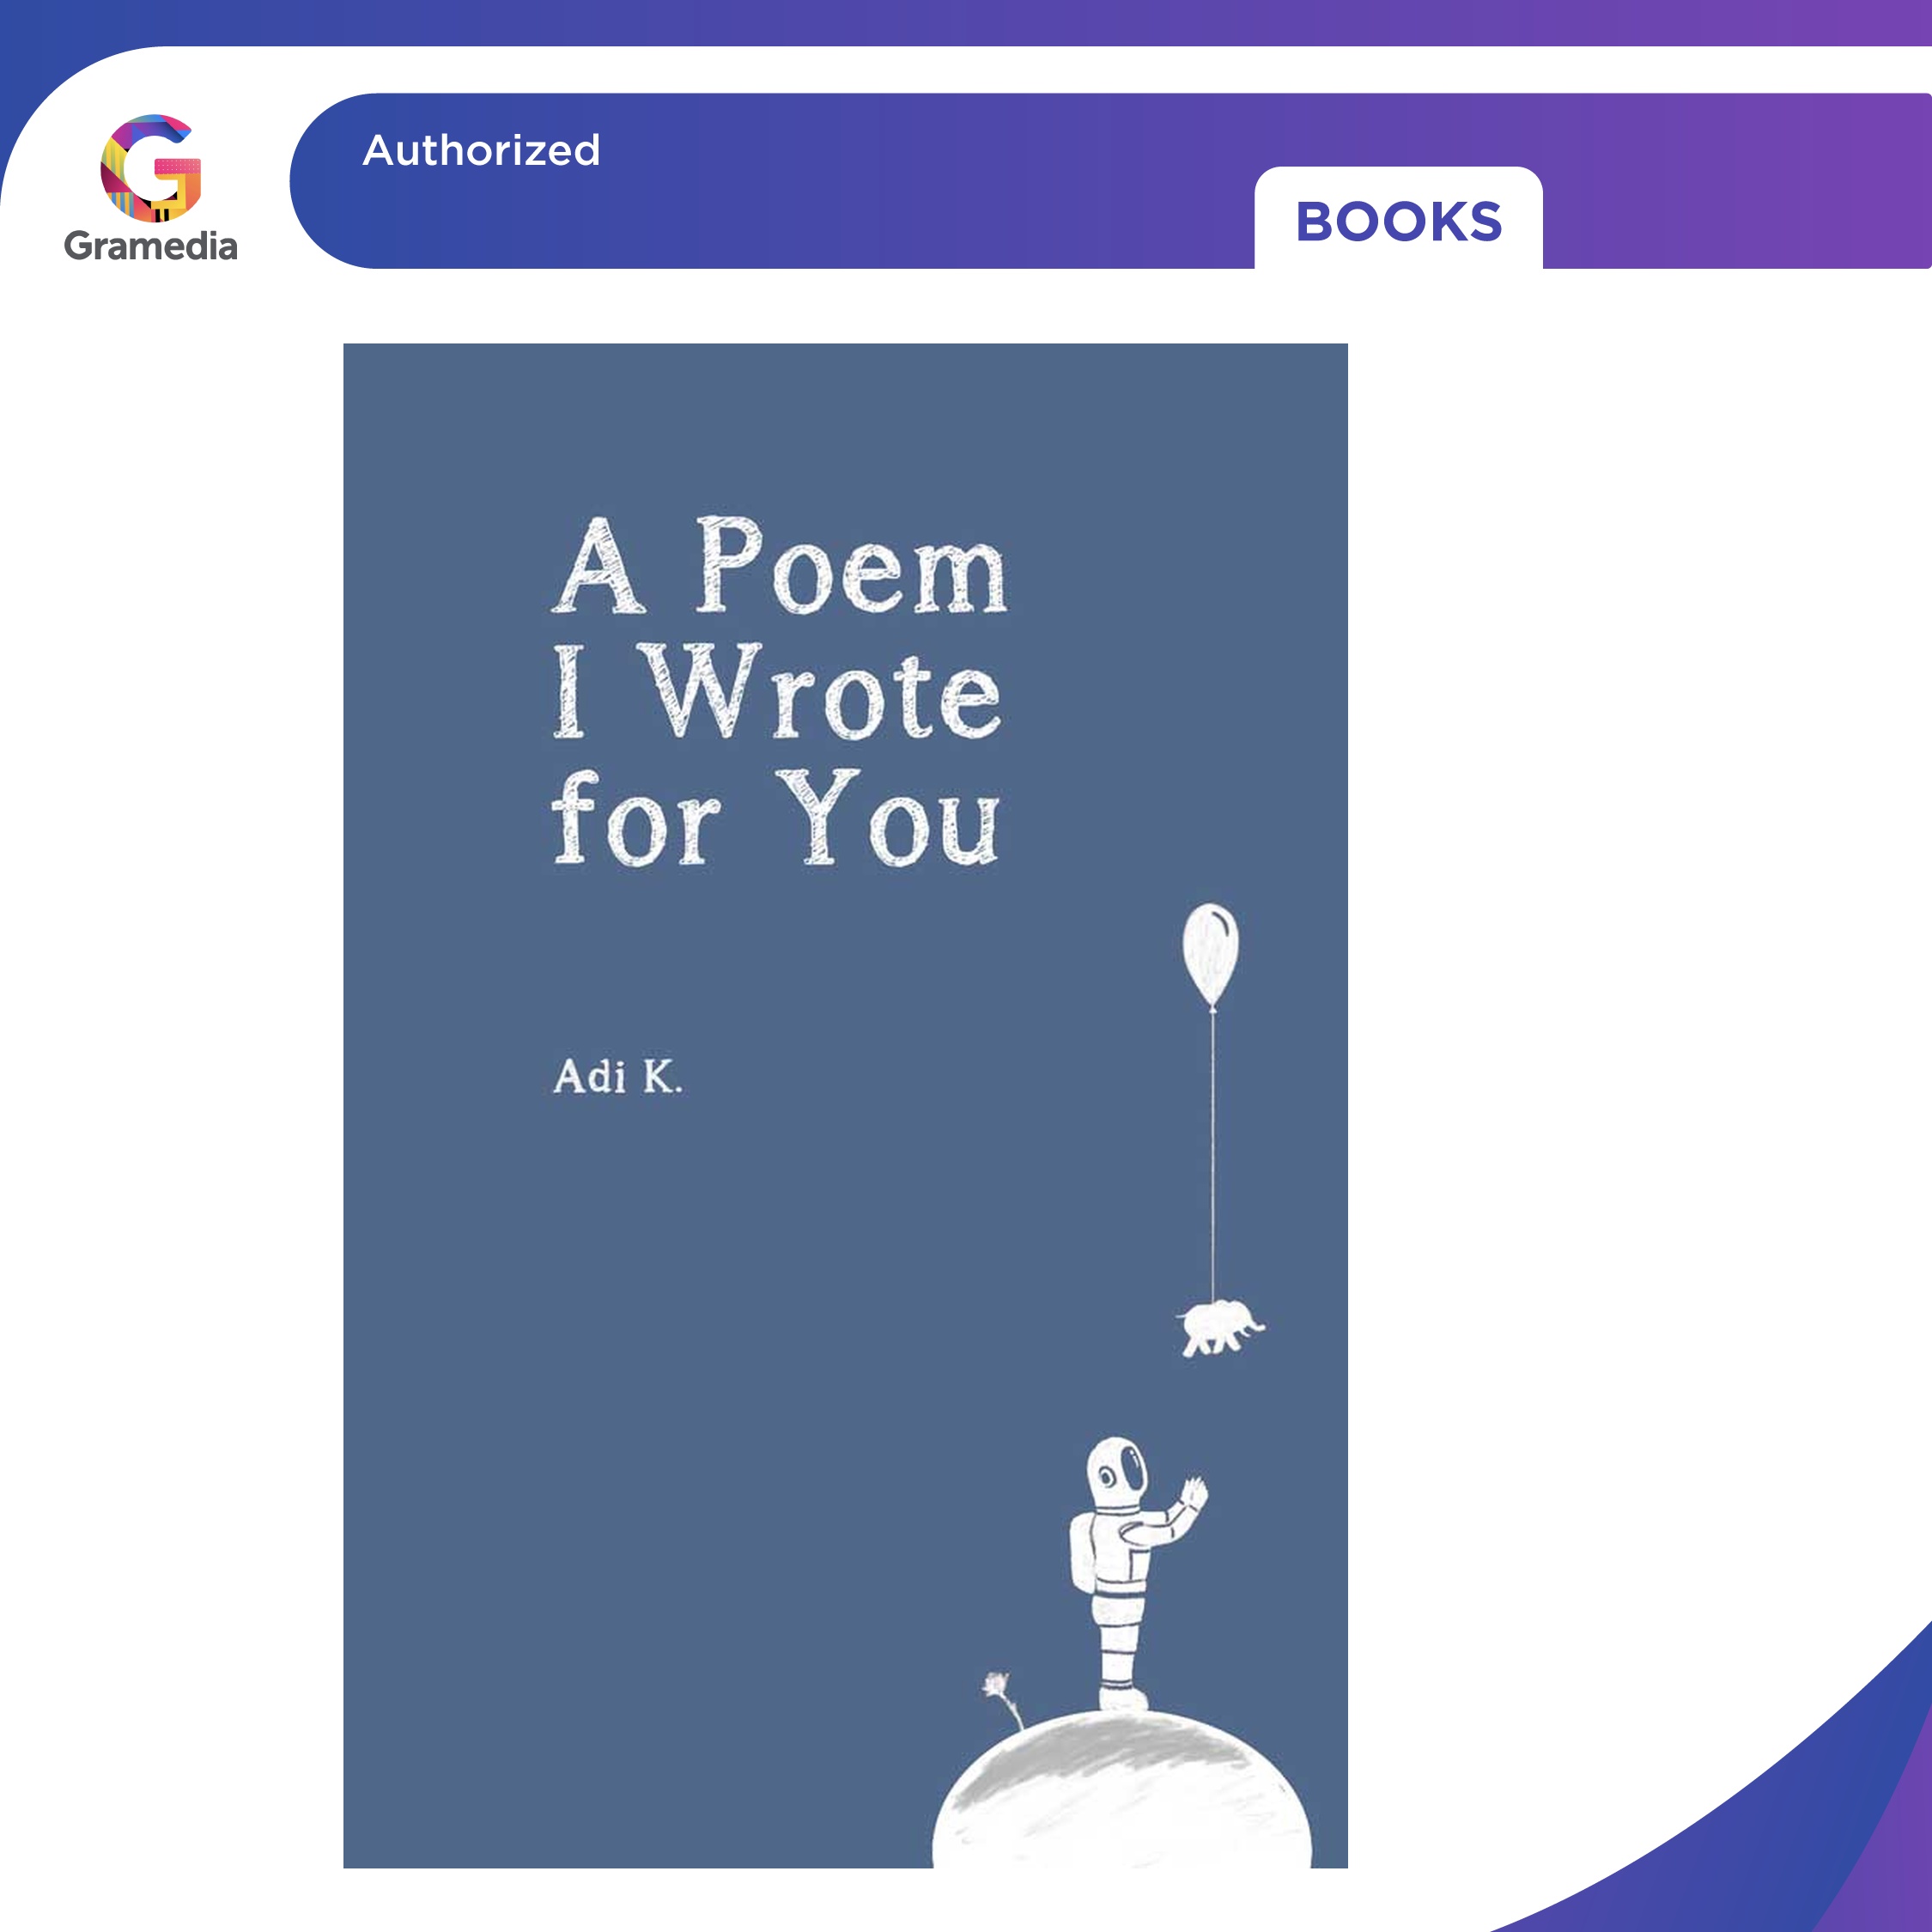 Gramedia
Authorized
BOOKS
A Poem
I Wrote
for You
Adi K.